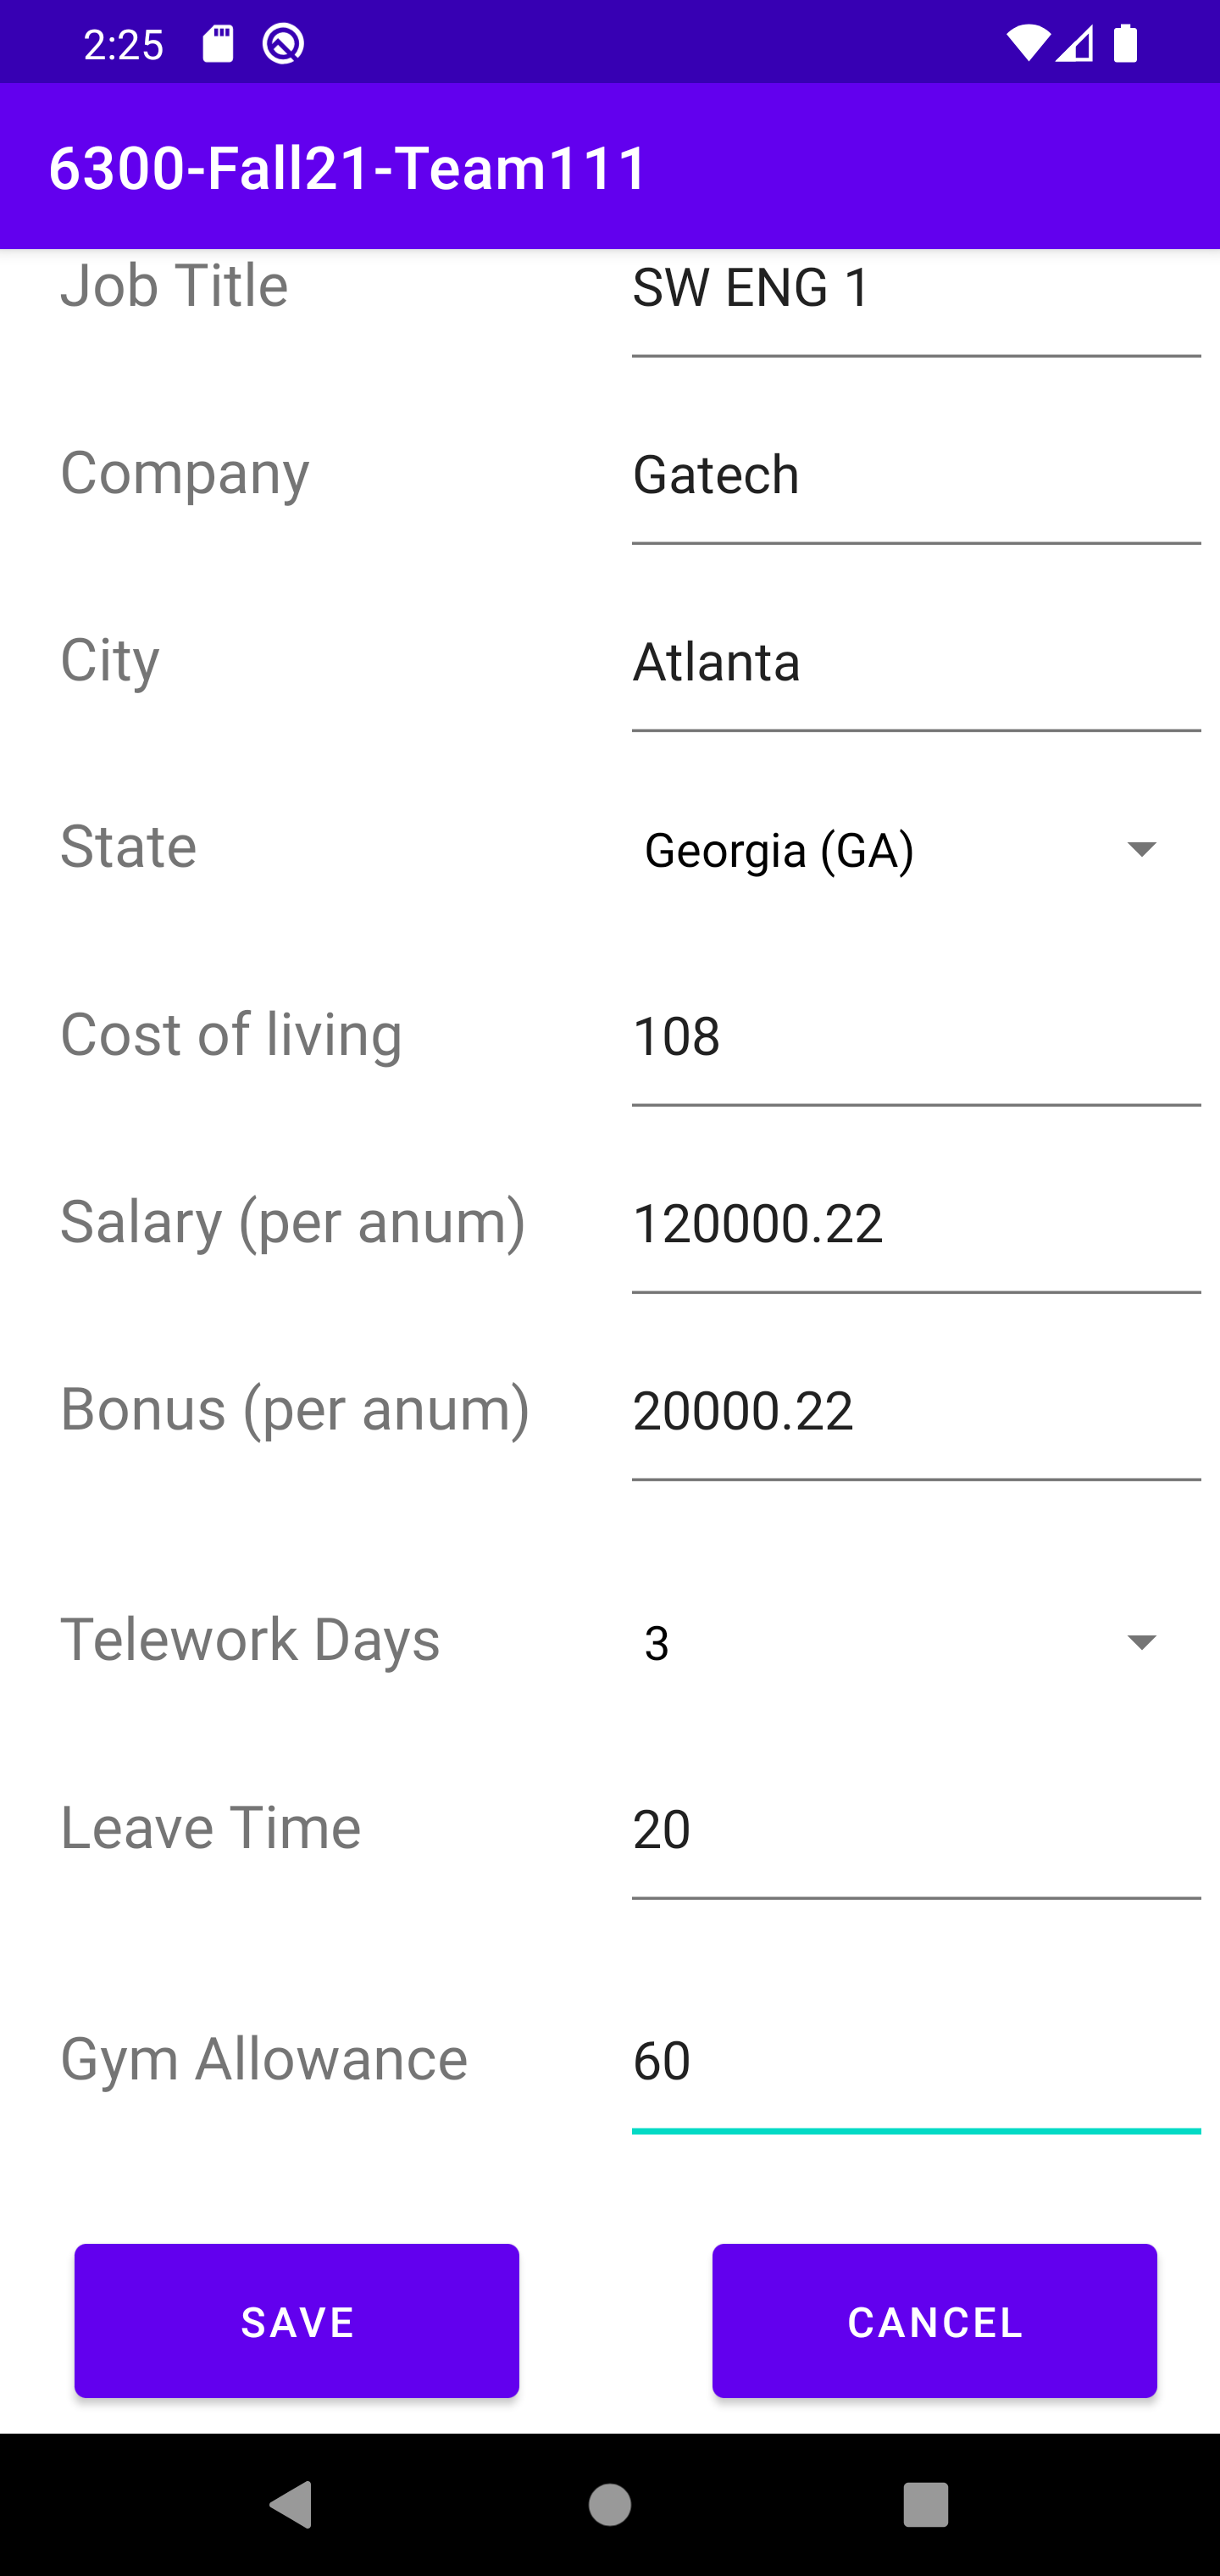 2:25
6300-Fall21-Team111
Job Title SW ENG 1
Company Gatech
City Atlanta
State Georgia (GA)
Cost of living 108
Salary (per anum) 120000.22
Bonus (per anum) 20000.22
Telework Days 3
Leave Time 20
Gym Allowance 60
SAVE CANCEL